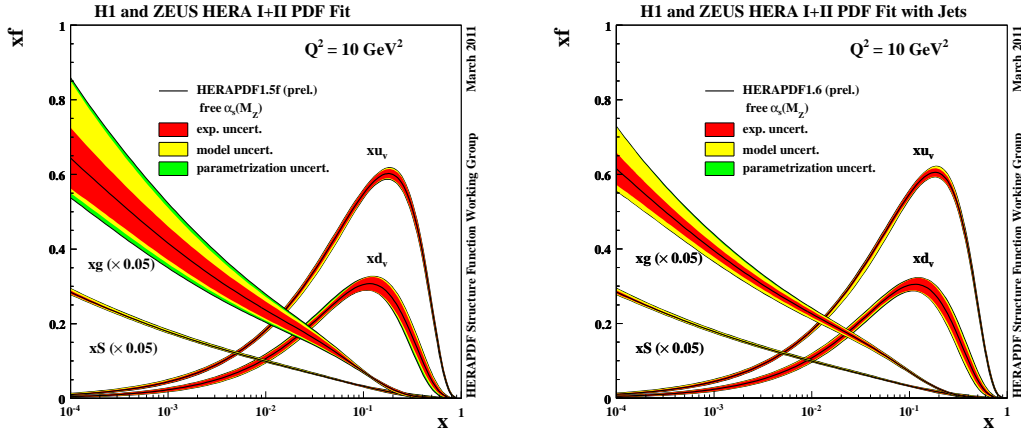 H1 and ZEUS HERA I+II PDF Fit
xf
March 2011
Q² = 10 GeV²
1
HERAPDF1.5f (prel.)
free αs(MZ)
0.8
exp. uncert.
model uncert.
parametrization uncert.
xuv
0.6
0.4
xg (× 0.05)
xdv
0.2
xS (× 0.05)
HERAPDF Structure Function Working Group
0
10⁻⁴ 10⁻³ 10⁻² 10⁻¹ 1
x
H1 and ZEUS HERA I+II PDF Fit with Jets
xf
March 2011
Q² = 10 GeV²
1
HERAPDF1.6 (prel.)
free αs(MZ)
0.8
exp. uncert.
model uncert.
parametrization uncert.
xuv
0.6
0.4
xg (× 0.05)
xdv
0.2
xS (× 0.05)
HERAPDF Structure Function Working Group
0
10⁻⁴ 10⁻³ 10⁻² 10⁻¹ 1
x